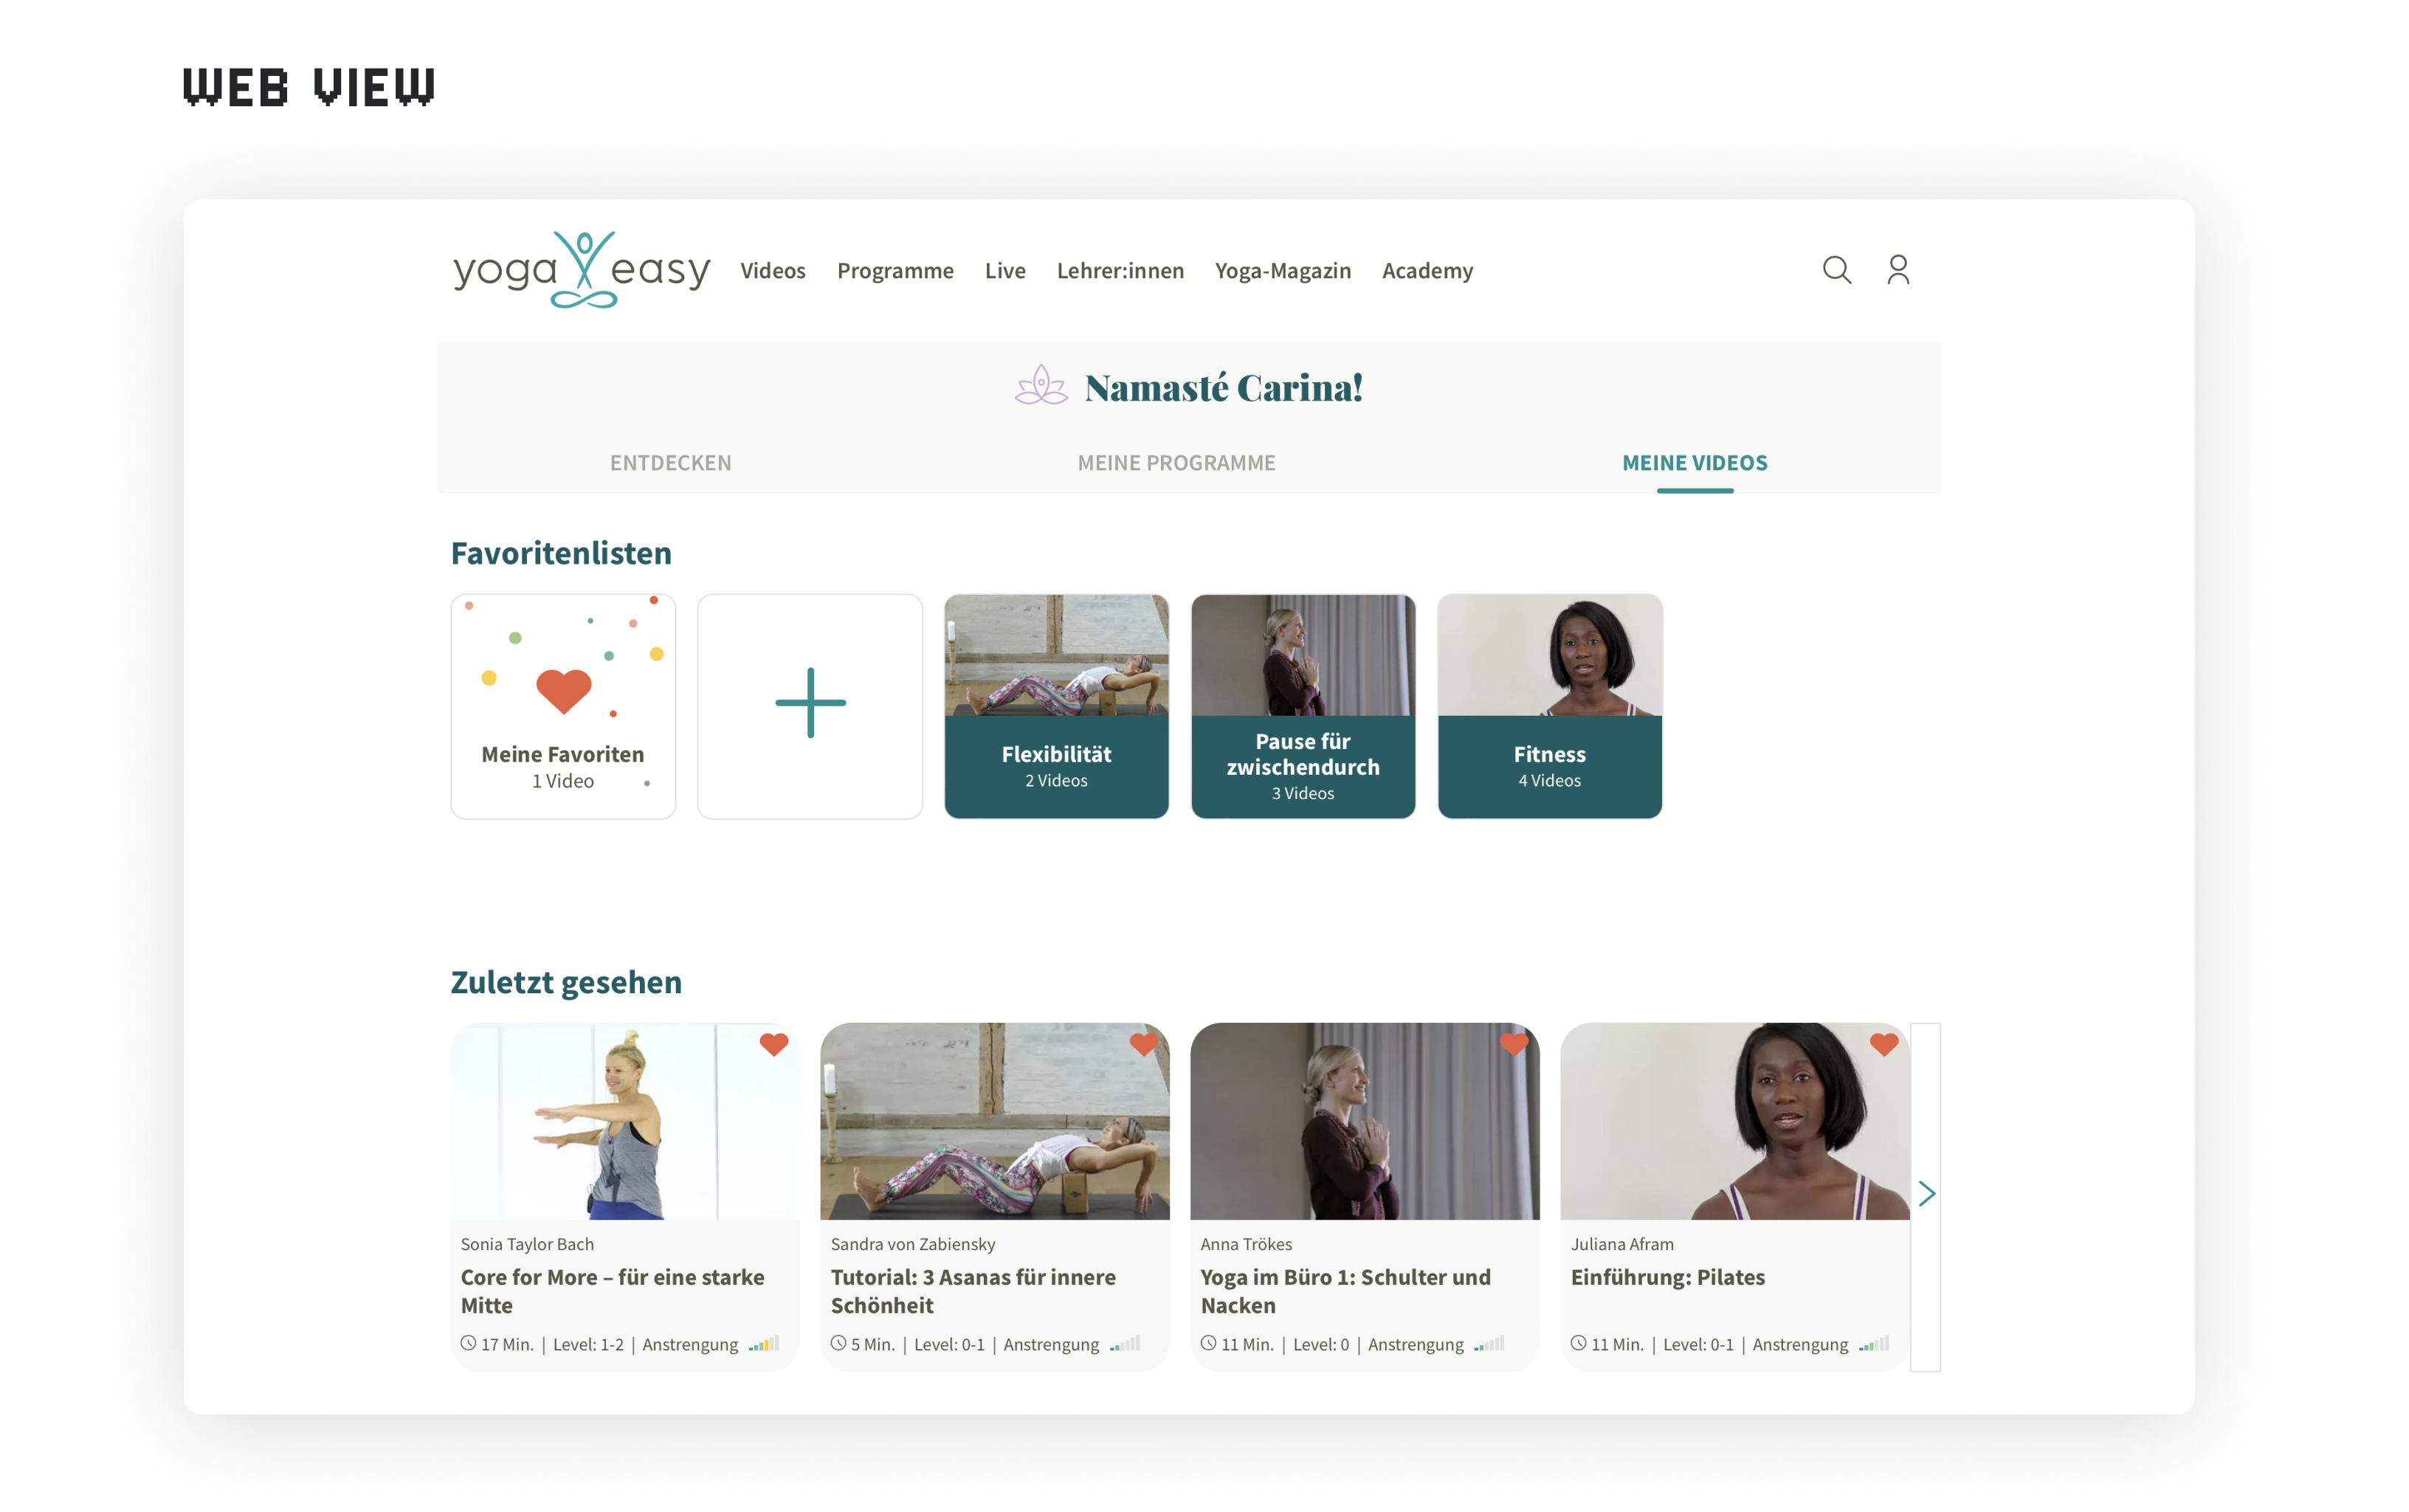 WEB VIEW
yoga easy
Videos Programme Live Lehrer:innen Yoga-Magazin Academy
Namasté Carina!
ENTDECKEN MEINE PROGRAMME MEINE VIDEOS
Favoritenlisten
Meine Favoriten
1 Video
Flexibilität
2 Videos
Pause für
zwischendurch
3 Videos
Fitness
4 Videos
Zuletzt gesehen
Sonia Taylor Bach
Core for More – für eine starke
Mitte
17 Min. | Level: 1-2 | Anstrengung
Sandra von Zabiensky
Tutorial: 3 Asanas für innere
Schönheit
5 Min. | Level: 0-1 | Anstrengung
Anna Trökes
Yoga im Büro 1: Schulter und
Nacken
11 Min. | Level: 0 | Anstrengung
Juliana Afram
Einführung: Pilates
11 Min. | Level: 0-1 | Anstrengung